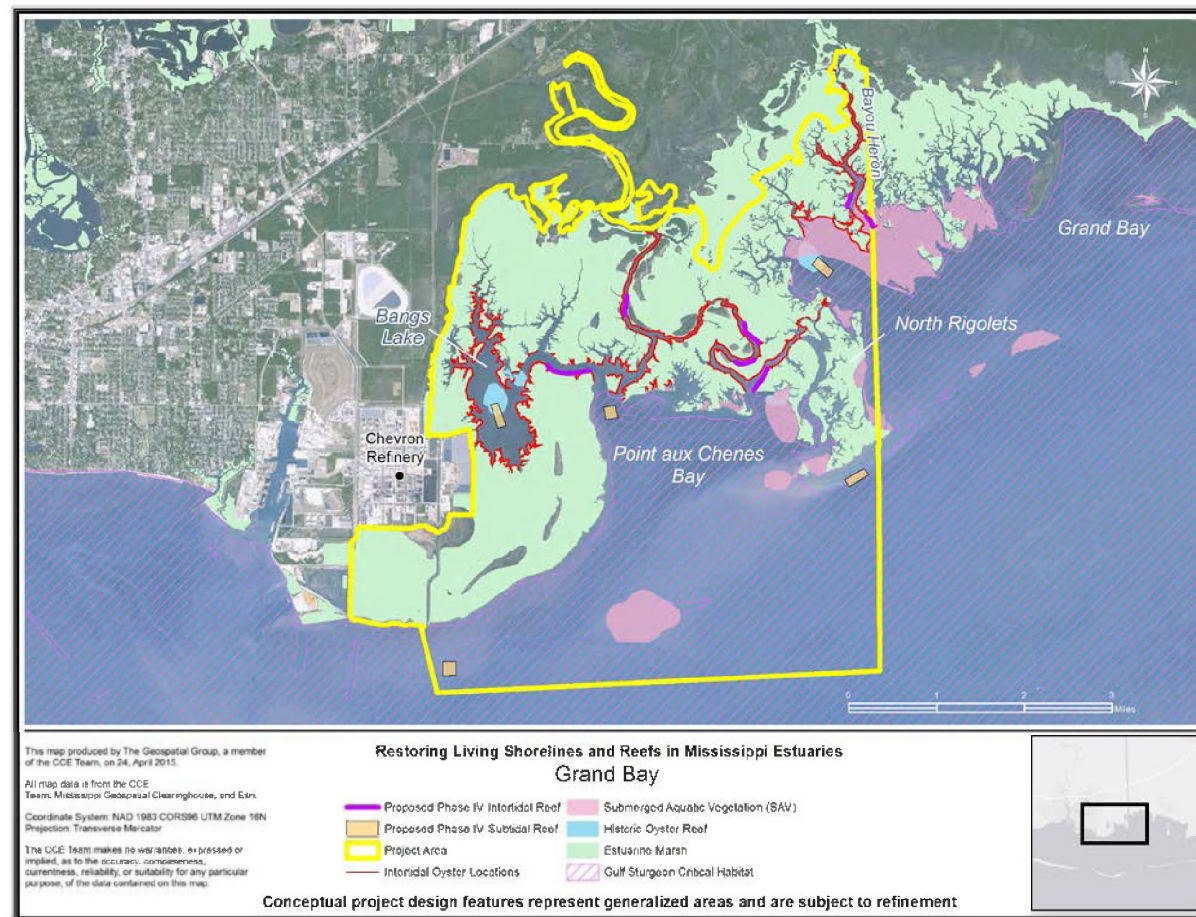 N
Bayou Heron
Grand Bay
North Rigolets
Bangs
Lake
Chevron
Refinery
Point aux Chenes
Bay
0 1 2 3
Miles
This map produced by The Geospatial Group, a member
of the CCE Team, on 24, April 2015.
All map data is from the CCE
Team, Mississippi Geospatial Clearinghouse, and Esri.
Coordinate System: NAD 1983 CORS96 UTM Zone 16N
Projection: Transverse Mercator
The CCE Team makes no warranties, expressed or
implied, as to the accuracy, completeness,
currentness, reliability, or suitability for any particular
purpose, of the data contained on this map.
Restoring Living Shorelines and Reefs in Mississippi Estuaries
Grand Bay
Proposed Phase IV Intertidal Reef
Proposed Phase IV Subtidal Reef
Project Area
Intertidal Oyster Locations
Submerged Aquatic Vegetation (SAV)
Historic Oyster Reef
Estuarine Marsh
Gulf Sturgeon Critical Habitat
Conceptual project design features represent generalized areas and are subject to refinement